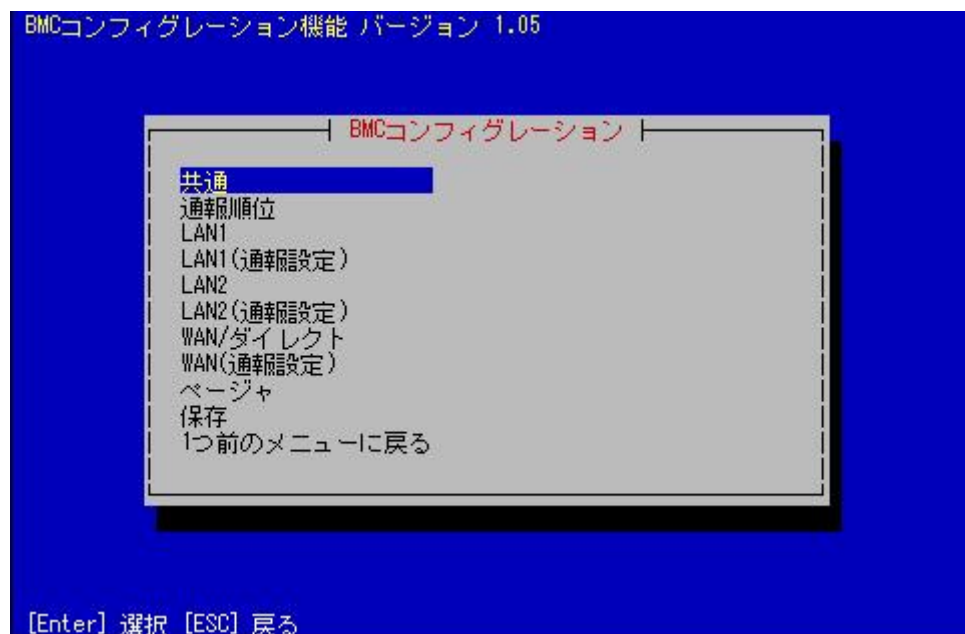 BMCコンフィグレーション機能 バージョン 1.05
BMCコンフィグレーション
共通
通報順位
LAN1
LAN1(通報設定)
LAN2
LAN2(通報設定)
WAN/ダイレクト
WAN(通報設定)
ページャ
保存
1つ前のメニューに戻る
[Enter] 選択 [ESC] 戻る